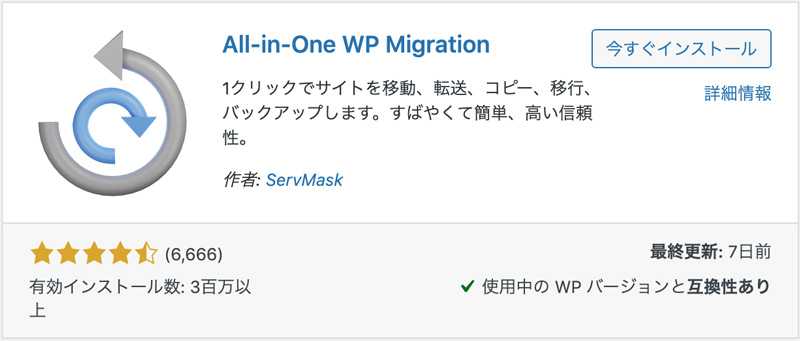 All-in-One WP Migration
今すぐインストール
1クリックでサイトを移動、転送、コピー、移行、
バックアップします。すばやくて簡単、高い信頼
性。
詳細情報
作者: ServMask
(6,666)
最終更新: 7日前
有効インストール数: 3百万以
上
使用中の WP バージョンと互換性あり